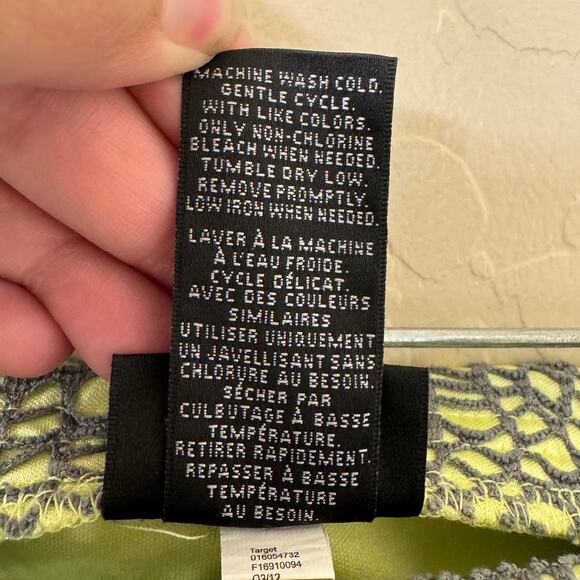 MACHINE WASH COLD.
GENTLE CYCLE.
WITH LIKE COLORS.
ONLY NON-CHLORINE
BLEACH WHEN NEEDED.
TUMBLE DRY LOW.
REMOVE PROMPTLY.
LOW IRON WHEN NEEDED.
LAVER À LA MACHINE
À L'EAU FROIDE.
CYCLE DÉLICAT.
AVEC DES COULEURS
SIMILAIRES
UTILISER UNIQUEMENT
UN JAVELLISANT SANS
CHLORURE AU BESOIN.
SÉCHER PAR
CULBUTAGE À BASSE
TEMPÉRATURE.
RETIRER RAPIDEMENT.
REPASSER À BASSE
TEMPÉRATURE
AU BESOIN.
Target
016054732
F16910094
Q3/12